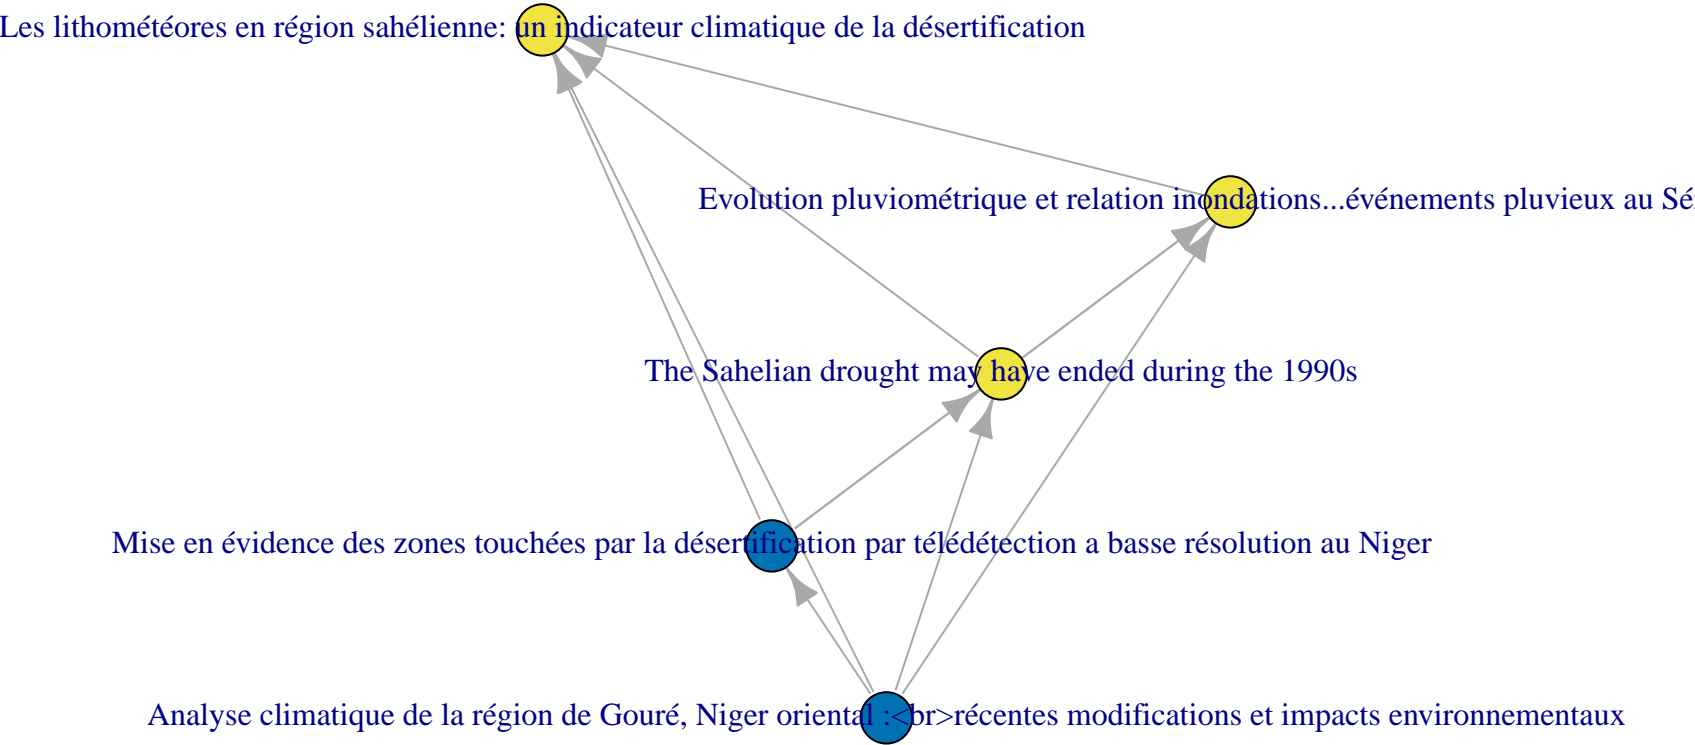 Les lithométéores en région sahélienne: un indicateur climatique de la désertification
Evolution pluviométrique et relation inondations...événements pluvieux au
The Sahelian drought may have ended during the 1990s
Mise en évidence des zones touchées par la désertification par télédétection a basse résolution au Niger
Analyse climatique de la région de Gouré, Niger oriental :<br>récentes modifications et impacts environnementaux